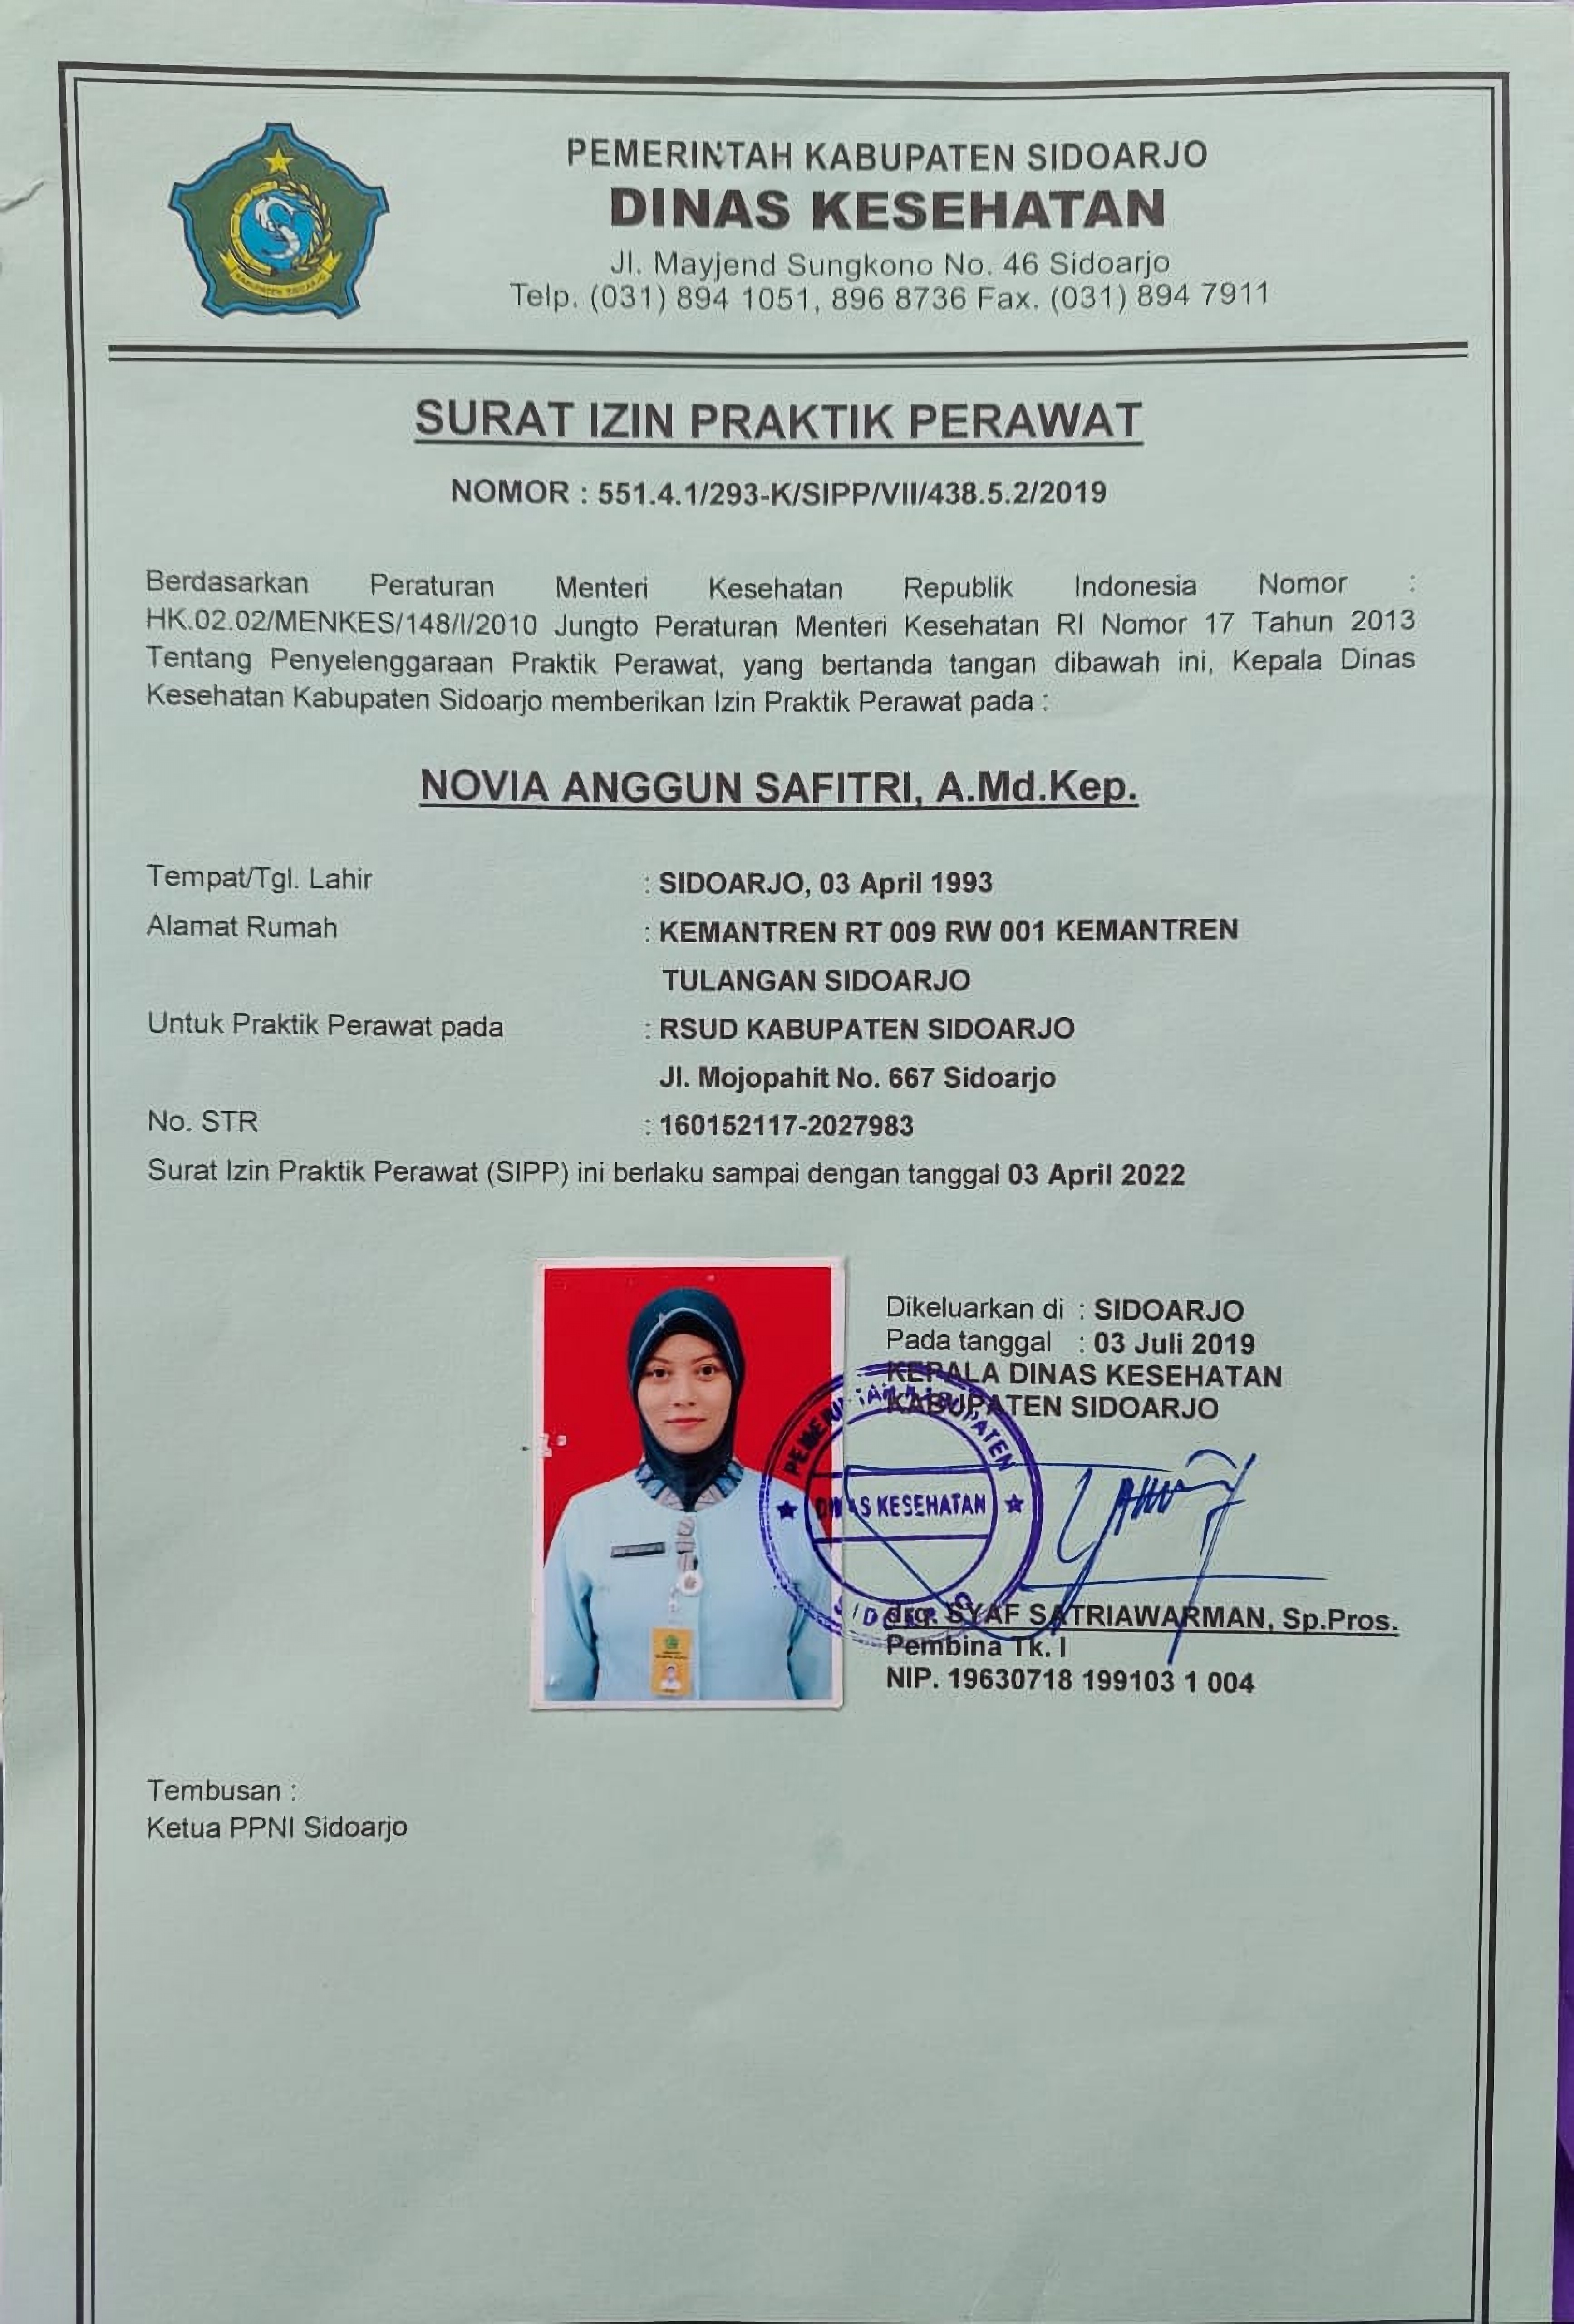 PEMERINTAH KABUPATEN SIDOARJO
DINAS KESEHATAN
Jl. Mayjend Sungkono No. 46 Sidoarjo
Telp. (031) 894 1051, 896 8736 Fax. (031) 894 7911
SURAT IZIN PRAKTIK PERAWAT
NOMOR : 551.4.1/293-K/SIPP/VII/438.5.2/2019
Berdasarkan Peraturan Menteri Kesehatan Republik Indonesia Nomor :
HK.02.02/MENKES/148/I/2010 Jungto Peraturan Menteri Kesehatan RI Nomor 17 Tahun 2013
Tentang Penyelenggaraan Praktik Perawat, yang bertanda tangan dibawah ini, Kepala Dinas
Kesehatan Kabupaten Sidoarjo memberikan Izin Praktik Perawat pada :
NOVIA ANGGUN SAFITRI, A.Md.Kep.
Tempat/Tgl. Lahir : SIDOARJO, 03 April 1993
Alamat Rumah : KEMANTREN RT 009 RW 001 KEMANTREN
TULANGAN SIDOARJO
Untuk Praktik Perawat pada : RSUD KABUPATEN SIDOARJO
Jl. Mojopahit No. 667 Sidoarjo
No. STR : 160152117-2027983
Surat Izin Praktik Perawat (SIPP) ini berlaku sampai dengan tanggal 03 April 2022
Dikeluarkan di : SIDOARJO
Pada tanggal : 03 Juli 2019
KEPALA DINAS KESEHATAN
KABUPATEN SIDOARJO
DINAS KESEHATAN
drg. SYAF SATRIAWARMAN, Sp.Pros.
Pembina Tk. I
NIP. 19630718 199103 1 004
Tembusan :
Ketua PPNI Sidoarjo